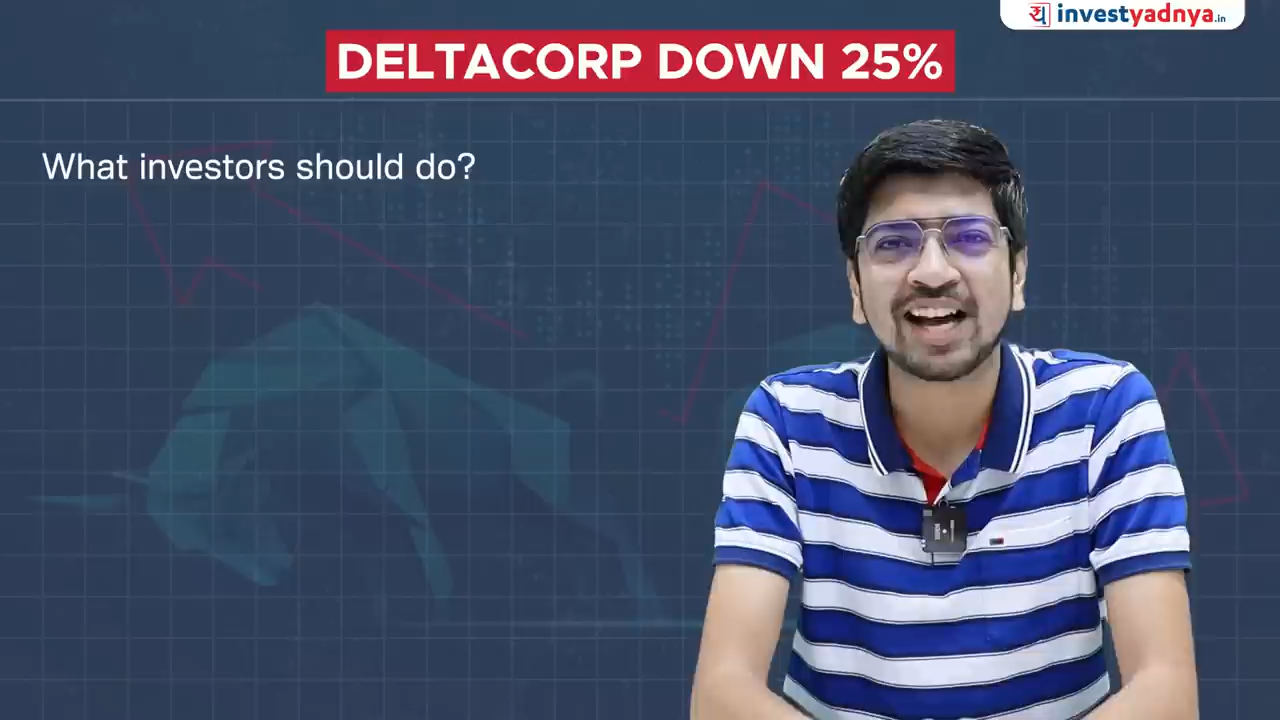 यु investyadnya.in
DELTACORP DOWN 25%
What investors should do?